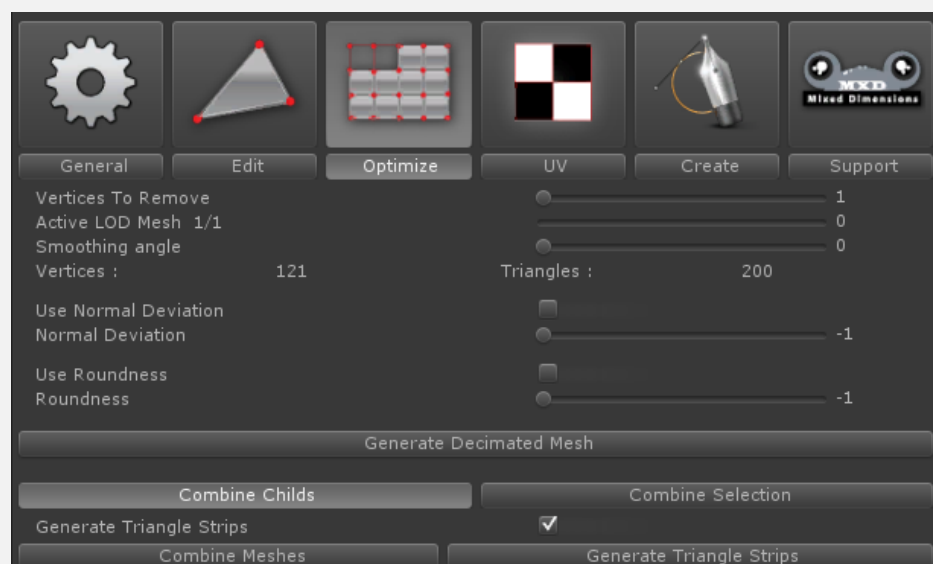 MXD
Mixed Dimensions
General Edit Optimize UV Create Support
Vertices To Remove 1
Active LOD Mesh 1/1 0
Smoothing angle 0
Vertices : 121 Triangles : 200
Use Normal Deviation
Normal Deviation -1
Use Roundness
Roundness -1
Generate Decimated Mesh
Combine Childs Combine Selection
Generate Triangle Strips
Combine Meshes Generate Triangle Strips